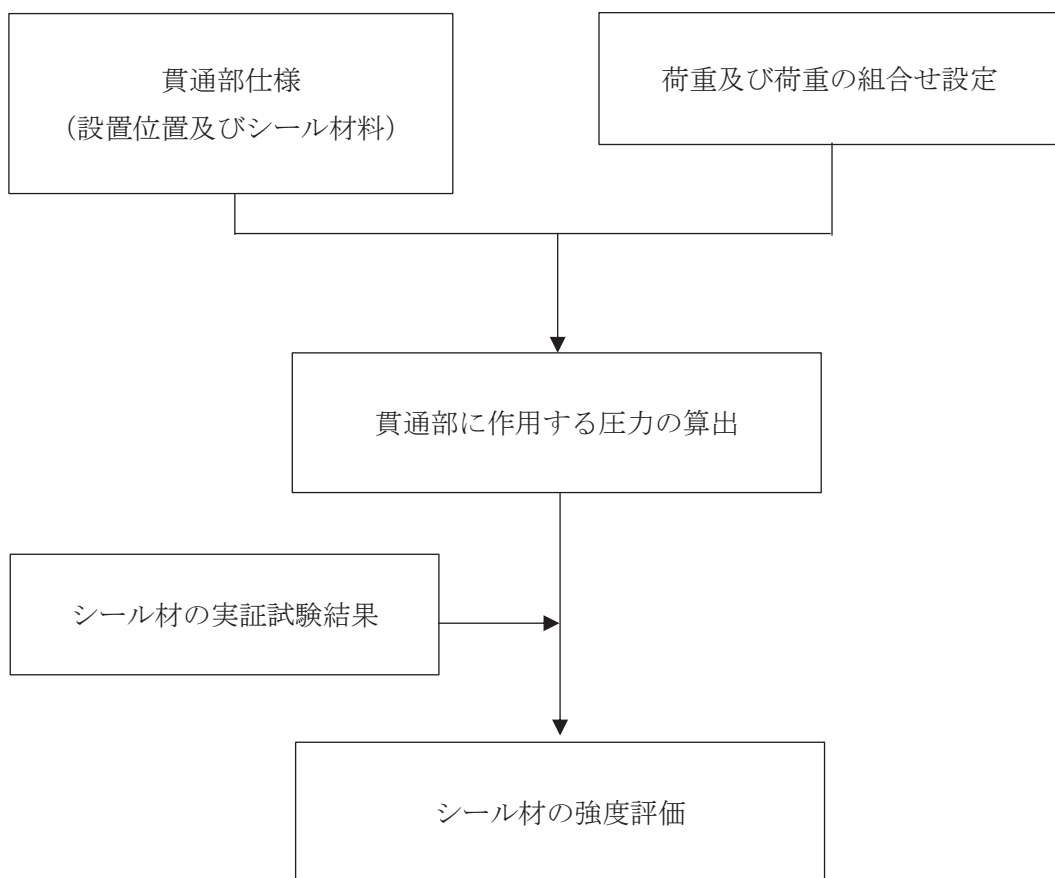 貫通部仕様
（設置位置及びシール材料）
荷重及び荷重の組合せ設定
貫通部に作用する圧力の算出
シール材の実証試験結果
シール材の強度評価